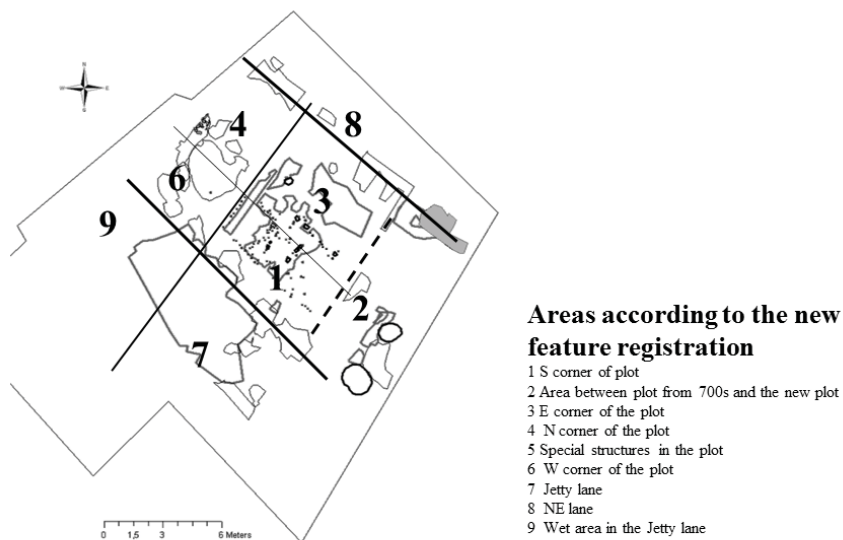 N
W E
S
4
8
6
3
9
1
2
7
0 1,5 3 6 Meters
Areas according to the new
feature registration
1 S corner of plot
2 Area between plot from 700s and the new plot
3 E corner of the plot
4 N corner of the plot
5 Special structures in the plot
6 W corner of the plot
7 Jetty lane
8 NE lane
9 Wet area in the Jetty lane